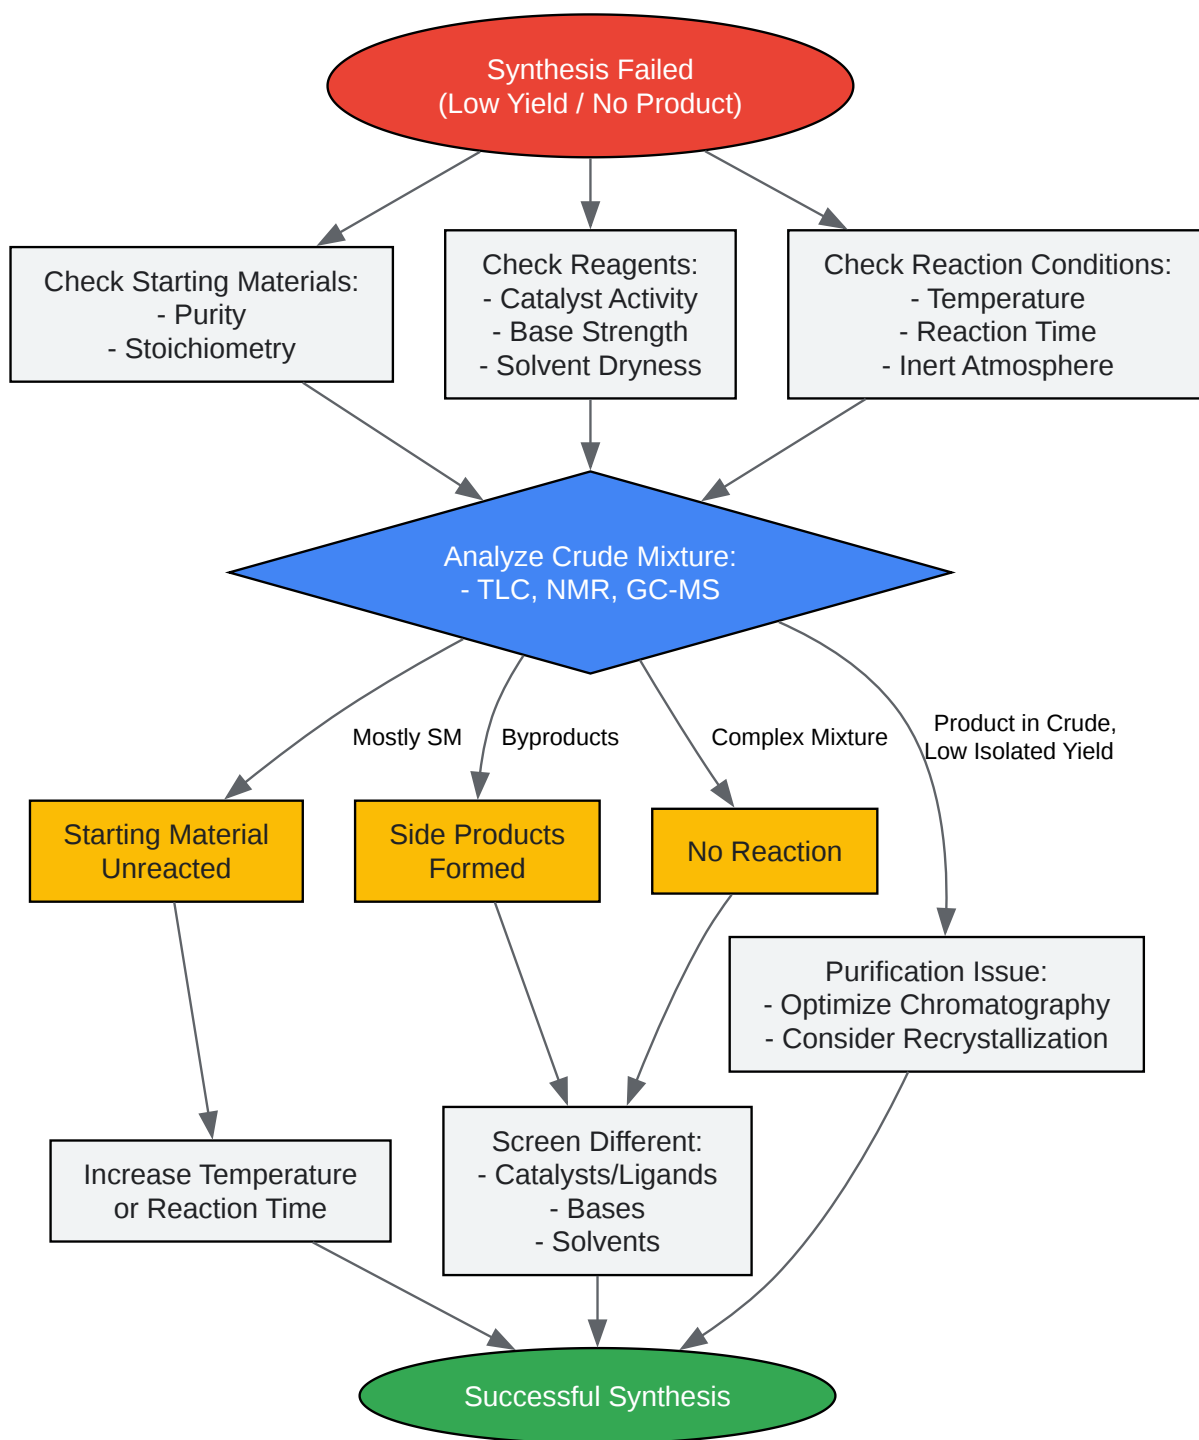 Synthesis Failed
(Low Yield / No Product)
Check Starting Materials:
- Purity
- Stoichiometry
Check Reagents:
- Catalyst Activity
- Base Strength
- Solvent Dryness
Check Reaction Conditions:
- Temperature
- Reaction Time
- Inert Atmosphere
Analyze Crude Mixture:
- TLC, NMR, GC-MS
Mostly SM
Byproducts
Complex Mixture
Product in Crude,
Low Isolated Yield
Starting Material
Unreacted
Side Products
Formed
No Reaction
Purification Issue:
- Optimize Chromatography
- Consider Recrystallization
Increase Temperature
or Reaction Time
Screen Different:
- Catalysts/Ligands
- Bases
- Solvents
Successful Synthesis